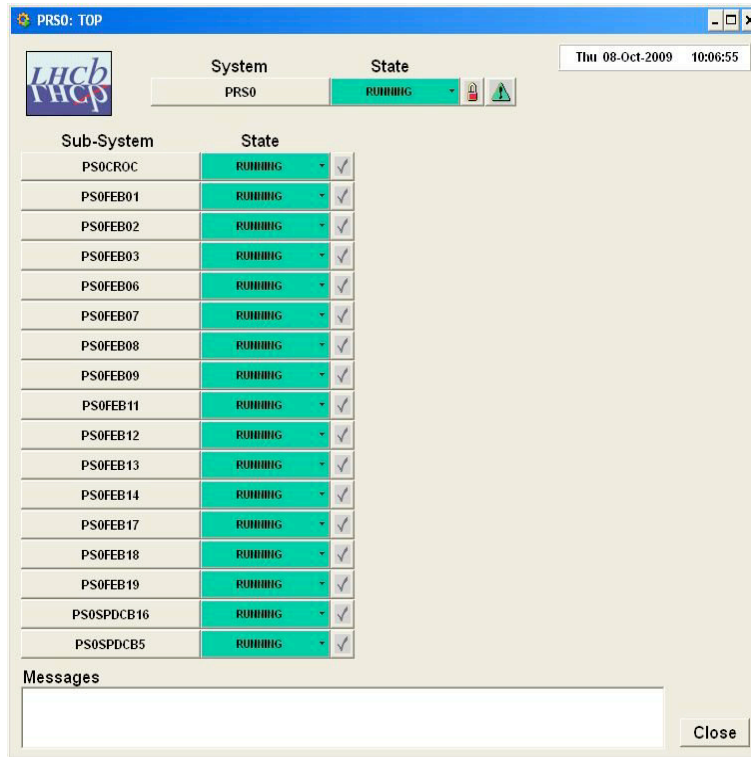 PRS0: TOP
LHCb
System State
Thu 08-Oct-2009 10:06:55
PRS0 RUNNING
Sub-System State
PS0CROC RUNNING
PS0FEB01 RUNNING
PS0FEB02 RUNNING
PS0FEB03 RUNNING
PS0FEB06 RUNNING
PS0FEB07 RUNNING
PS0FEB08 RUNNING
PS0FEB09 RUNNING
PS0FEB11 RUNNING
PS0FEB12 RUNNING
PS0FEB13 RUNNING
PS0FEB14 RUNNING
PS0FEB17 RUNNING
PS0FEB18 RUNNING
PS0FEB19 RUNNING
PS0SPDCB16 RUNNING
PS0SPDCB5 RUNNING
Messages
Close